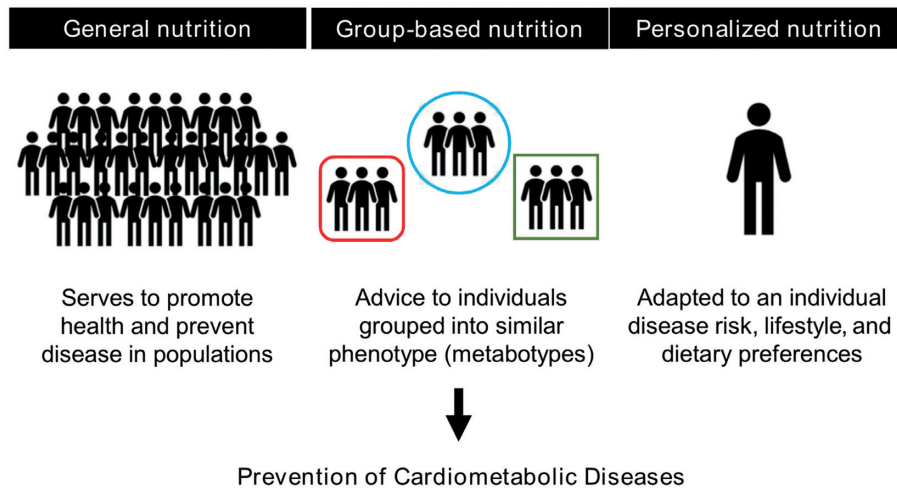 General nutrition
Group-based nutrition
Personalized nutrition
Serves to promote
health and prevent
disease in populations
Advice to individuals
grouped into similar
phenotype (metabotypes)
Adapted to an individual
disease risk, lifestyle, and
dietary preferences
Prevention of Cardiometabolic Diseases